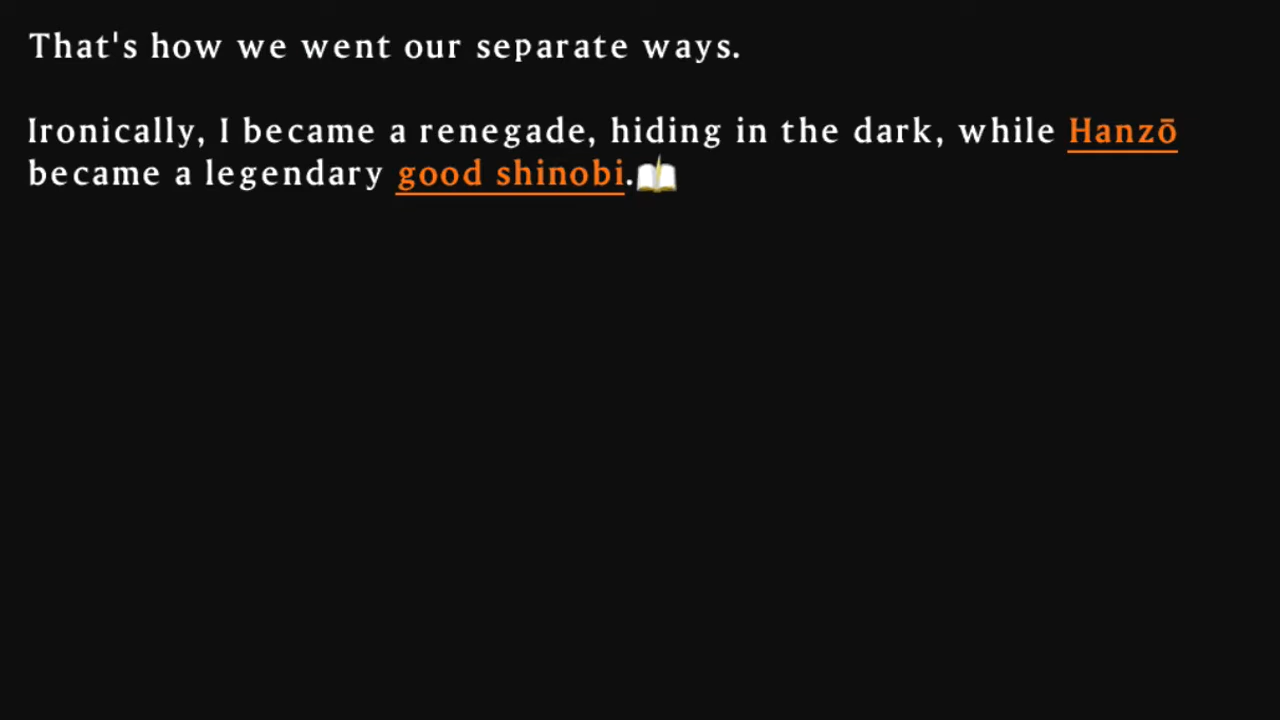 That's how we went our separate ways.
Ironically, I became a renegade, hiding in the dark, while Hanzō
became a legendary good shinobi.